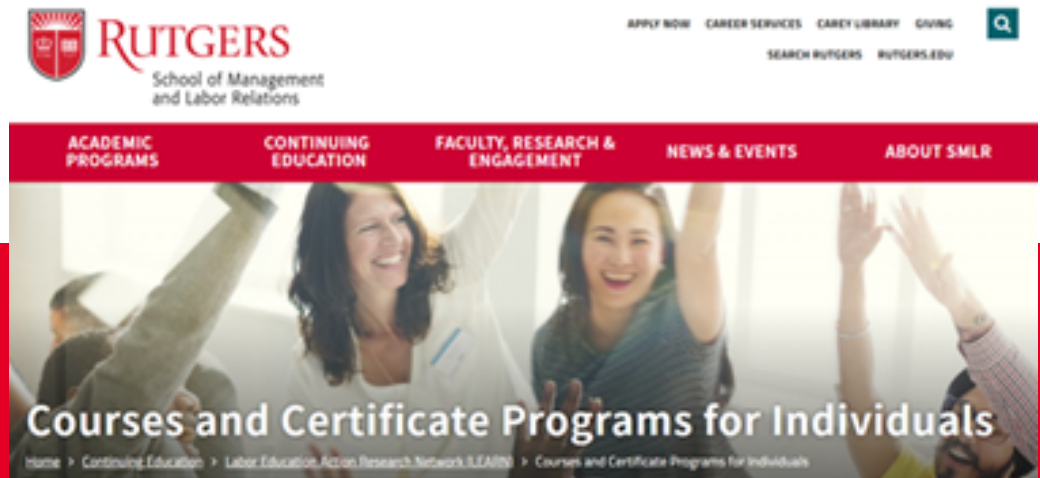 RUTGERS
School of Management
and Labor Relations
APPLY NOW CAREER SERVICES CAREY LIBRARY GIVING
SEARCH RUTGERS RUTGERS.EDU
ACADEMIC
PROGRAMS
CONTINUING
EDUCATION
FACULTY, RESEARCH &
ENGAGEMENT
NEWS & EVENTS
ABOUT SMLR
Courses and Certificate Programs for Individuals
Home > Continuing Education > Labor Education Action Research Network (LEARN) > Courses and Certificate Programs for Individuals